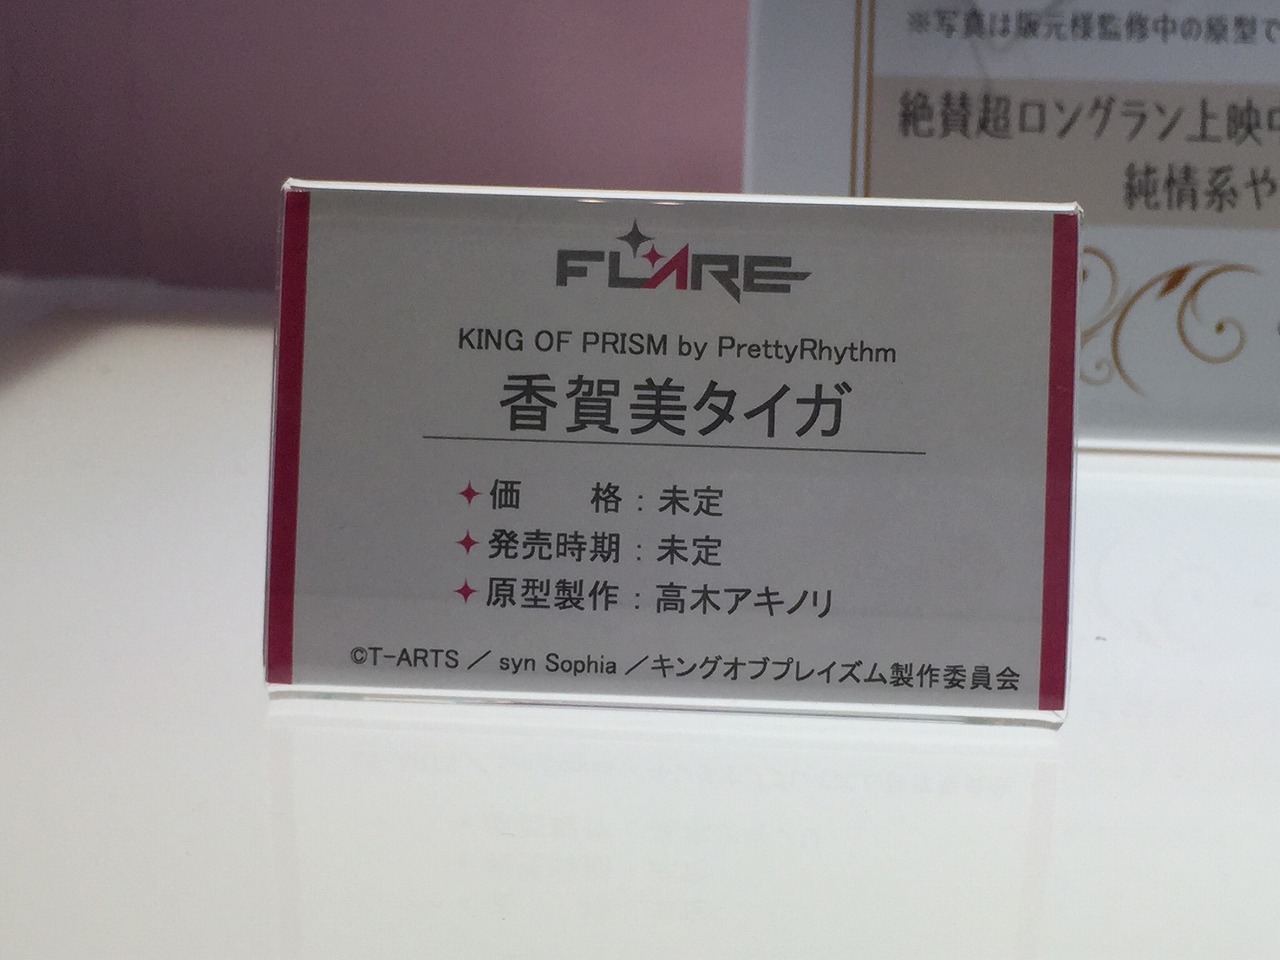 ※写真は版元様監修中の原型で
絶賛超ロングラン上映中
純情系や
FLARE
KING OF PRISM by PrettyRhythm
香賀美タイガ
価　　格：未定
発売時期：未定
原型製作：高木アキノリ
©T-ARTS／syn Sophia／キングオブプレイズム製作委員会